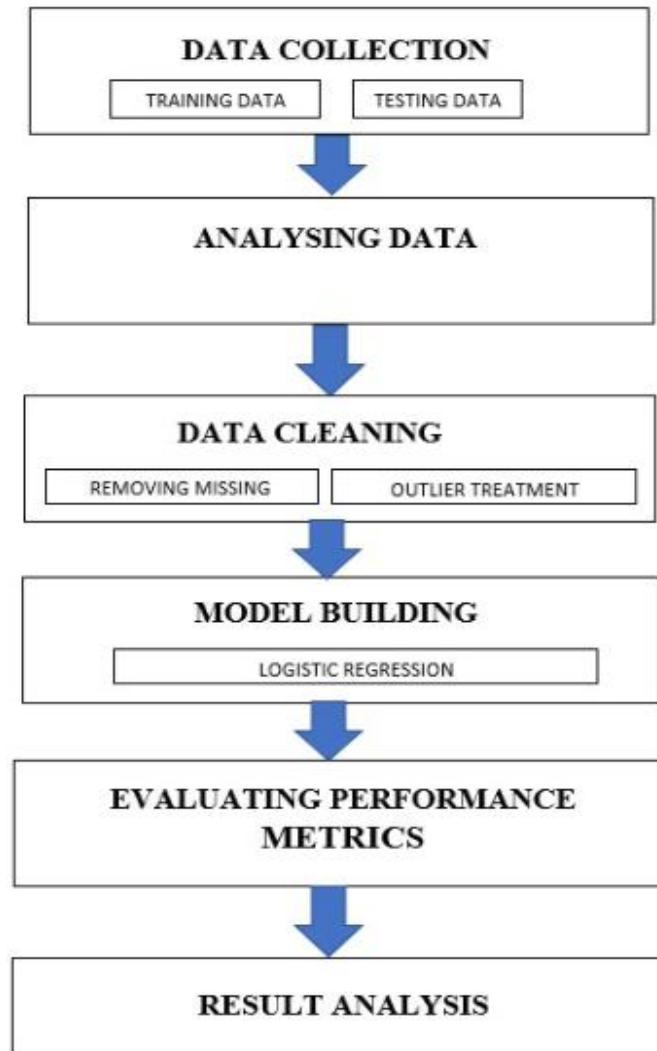 DATA COLLECTION
TRAINING DATA
TESTING DATA
ANALYSING DATA
DATA CLEANING
REMOVING MISSING
OUTLIER TREATMENT
MODEL BUILDING
LOGISTIC REGRESSION
EVALUATING PERFORMANCE
METRICS
RESULT ANALYSIS